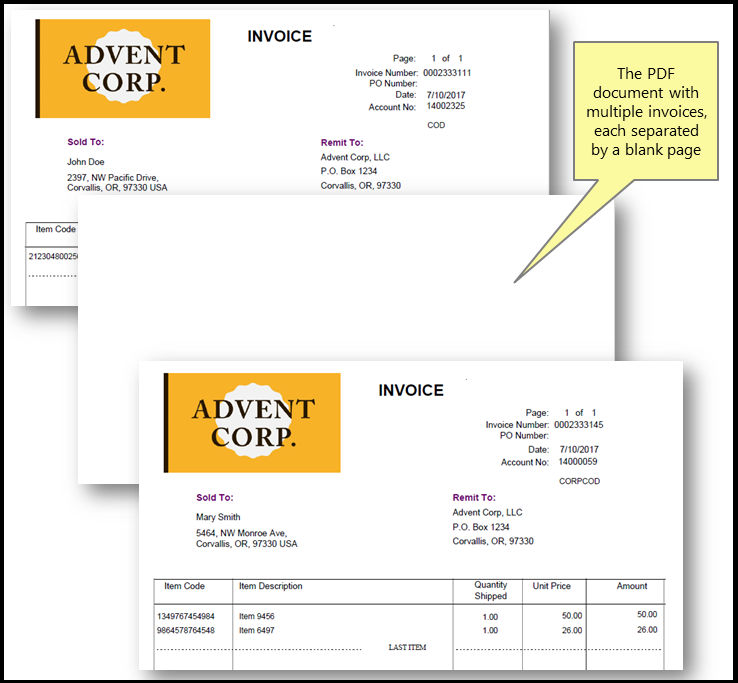 ADVENT
CORP.
INVOICE
Page: 1 of 1
Invoice Number: 0002333111
PO Number:
Date: 7/10/2017
Account No: 14002325
COD
Sold To:
John Doe
2397, NW Pacific Drive,
Corvallis, OR, 97330 USA
Remit To:
Advent Corp, LLC
P.O. Box 1234
Corvallis, OR, 97330
Item Code
The PDF
document with
multiple invoices,
each separated
by a blank page
ADVENT
CORP.
INVOICE
Page: 1 of 1
Invoice Number: 0002333145
PO Number:
Date: 7/10/2017
Account No: 14000059
CORPCOD
Sold To:
Mary Smith
5464, NW Monroe Ave,
Corvallis, OR, 97330 USA
Remit To:
Advent Corp, LLC
P.O. Box 1234
Corvallis, OR, 97330
Item Code Item Description Quantity Shipped Unit Price Amount
1349767454984 Item 9456 1.00 50.00 50.00
9864578764548 Item 6497 1.00 26.00 26.00
LAST ITEM